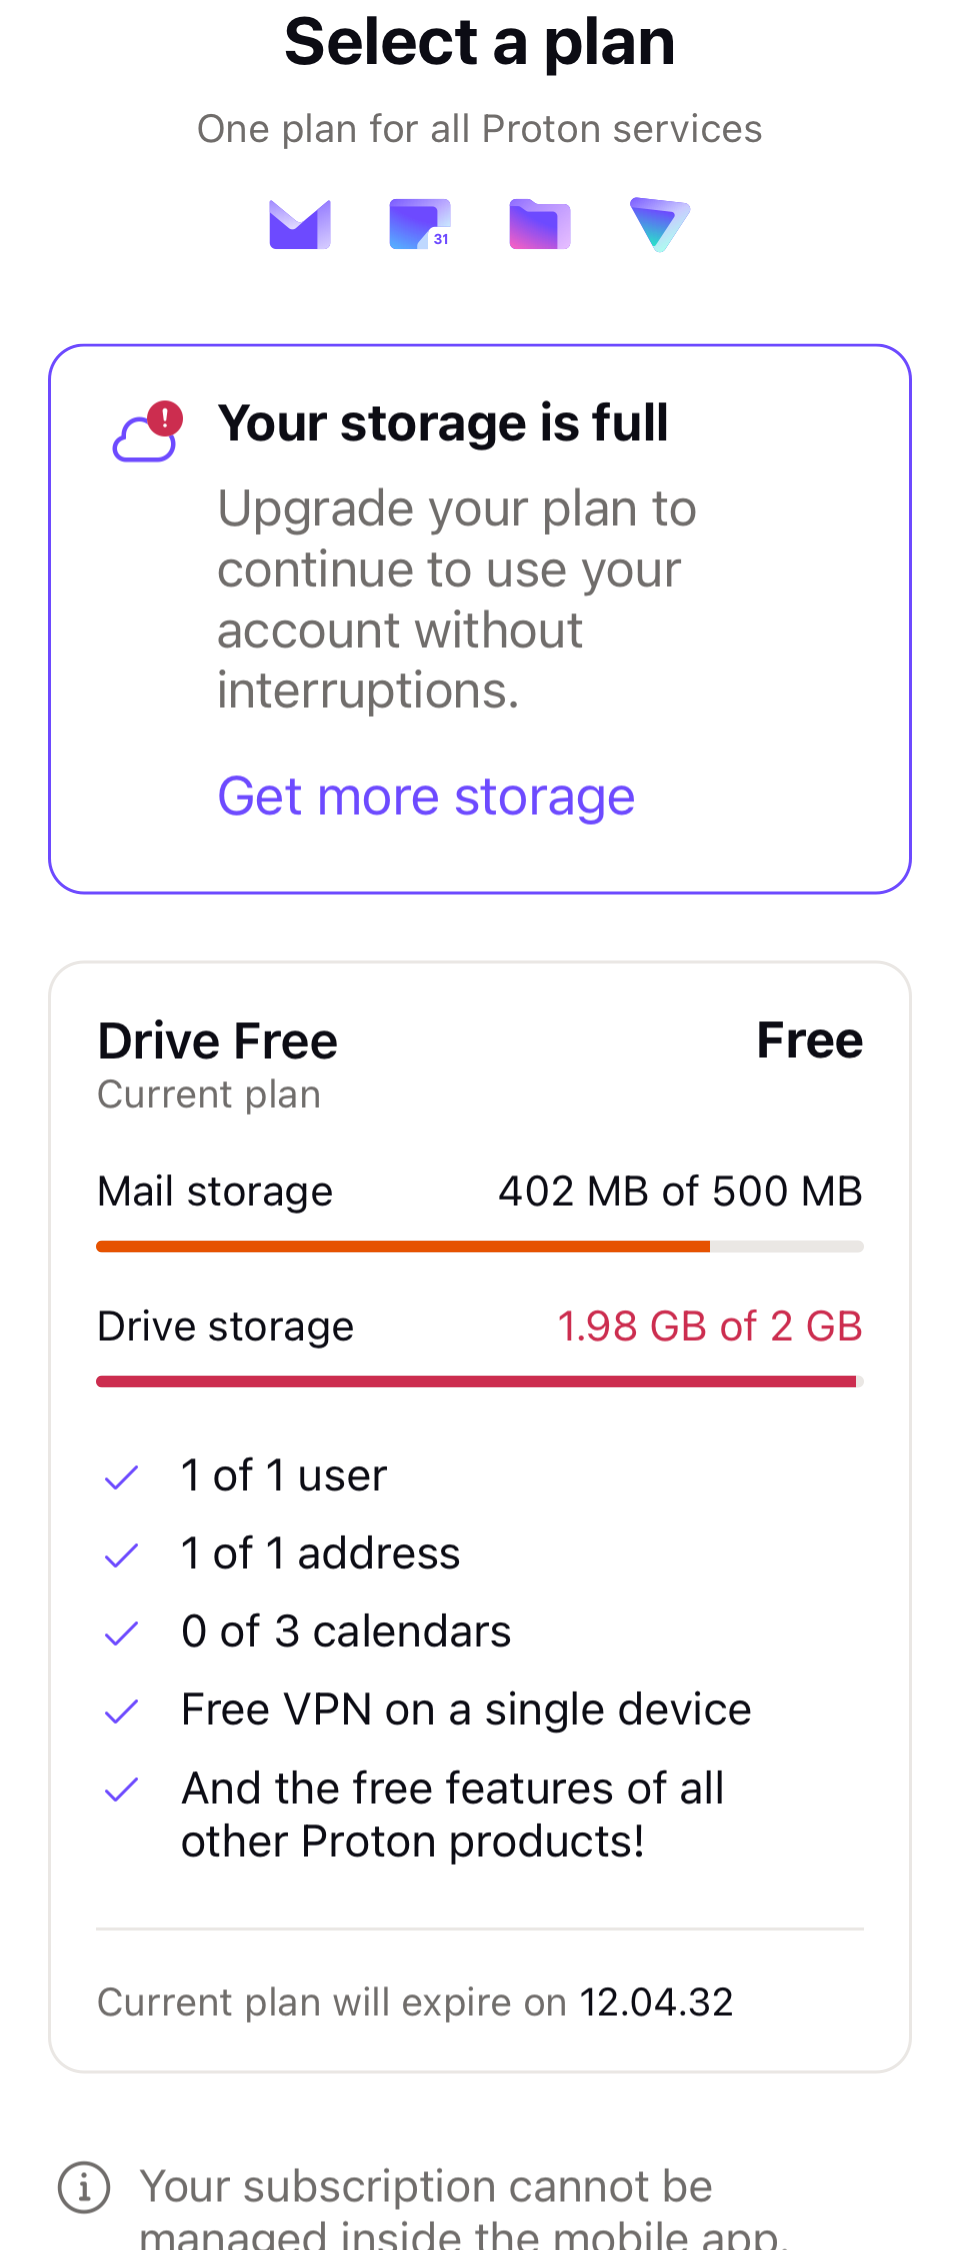 Select a plan
One plan for all Proton services
31
Your storage is full
Upgrade your plan to
continue to use your
account without
interruptions.
Get more storage
Drive Free
Free
Current plan
Mail storage
402 MB of 500 MB
Drive storage
1.98 GB of 2 GB
1 of 1 user
1 of 1 address
0 of 3 calendars
Free VPN on a single device
And the free features of all
other Proton products!
Current plan will expire on 12.04.32
Your subscription cannot be
managed inside the mobile app.